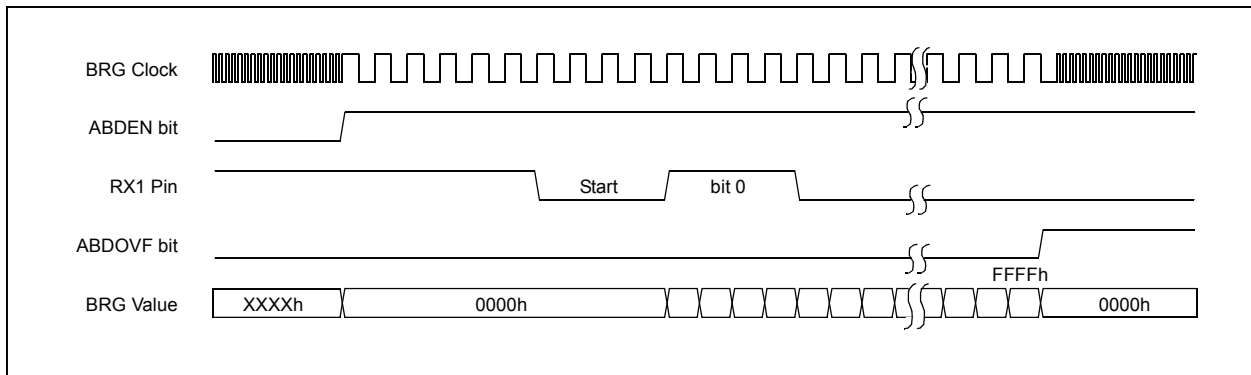 BRG Clock
ABDEN bit
RX1 Pin
Start
bit 0
ABDOVF bit
FFFFh
BRG Value
XXXXh
0000h
0000h